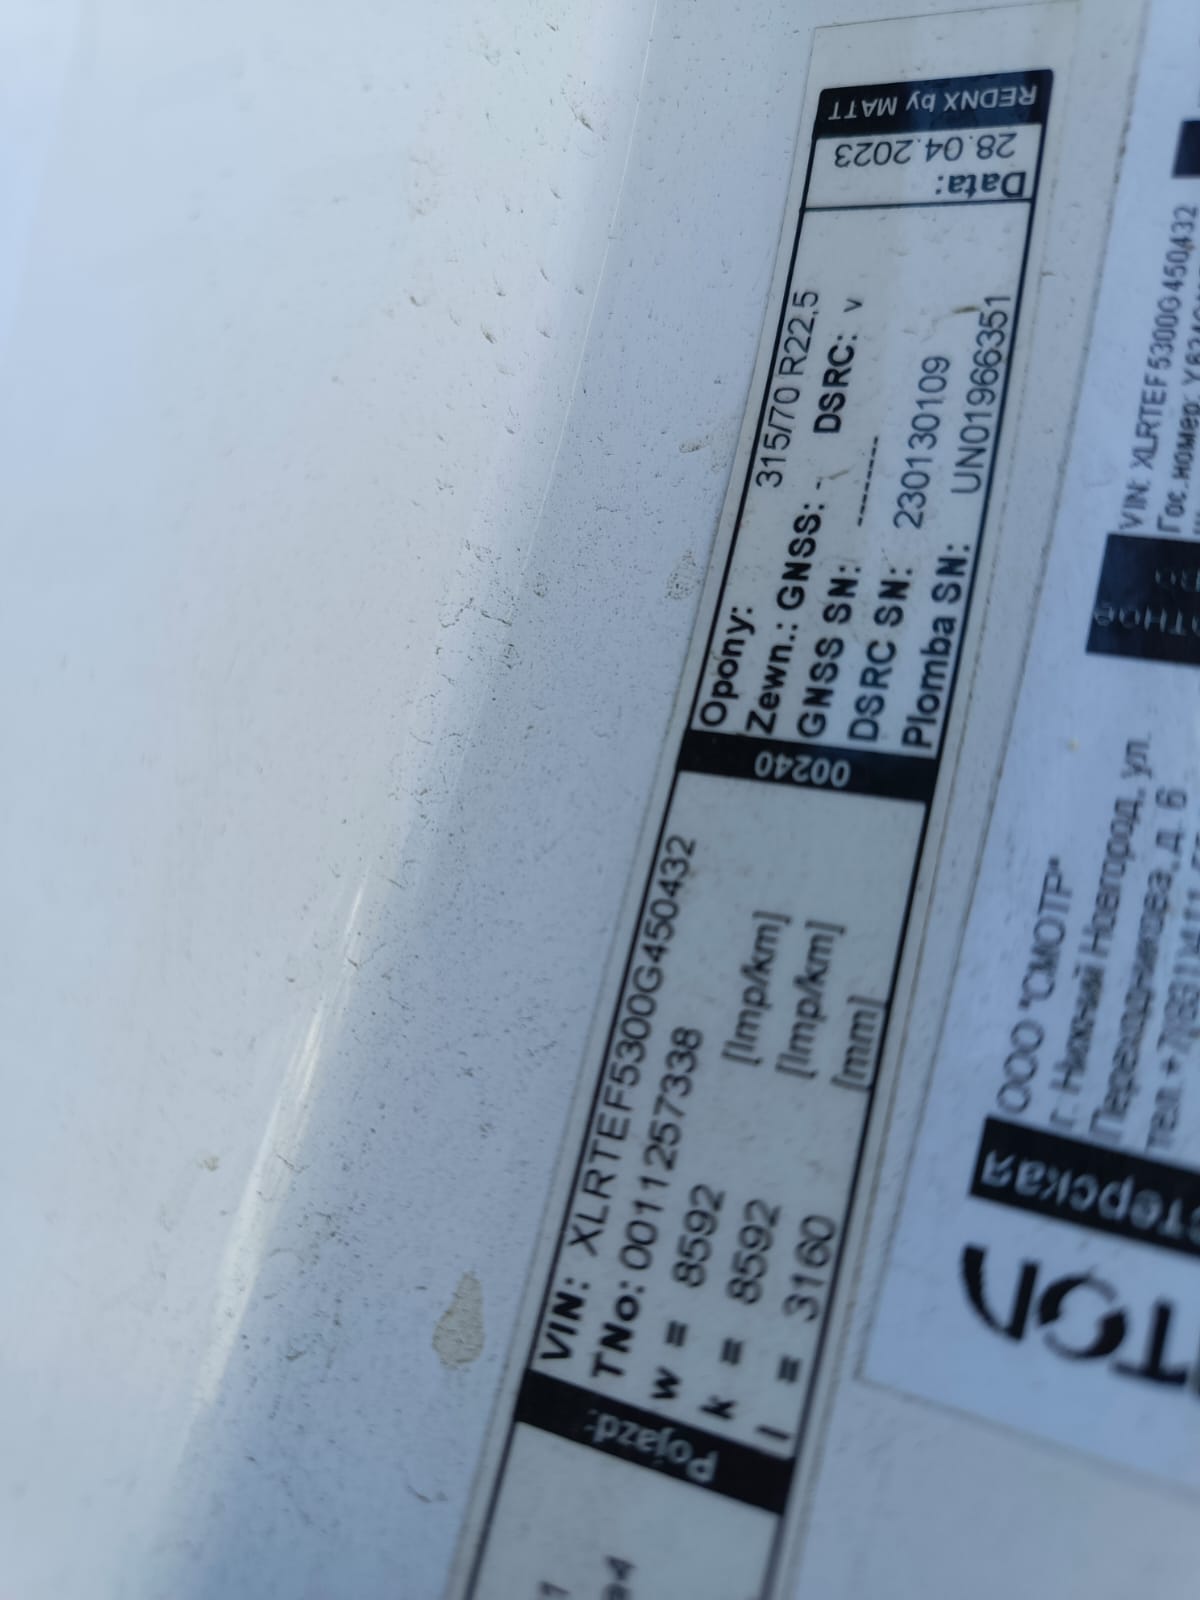 Pojazd:
VIN: XLRTEF5300G450432
TNo: 0011257338
w = 8592 [Imp/km]
k = 8592 [Imp/km]
l = 3160 [mm]
00240
Opony: 315/70 R22,5
Zewn.: GNSS: - DSRC: v
GNSS SN: --------
DSRC SN: 230130109
Plomba SN: UN01966351
Data:
28.04.2023
REDNX by MATT
ООО "СМОТР"
г. Нижний Новгород, ул.
д. 6
VIN: XLRTEF5300G450432
Гос. номер: